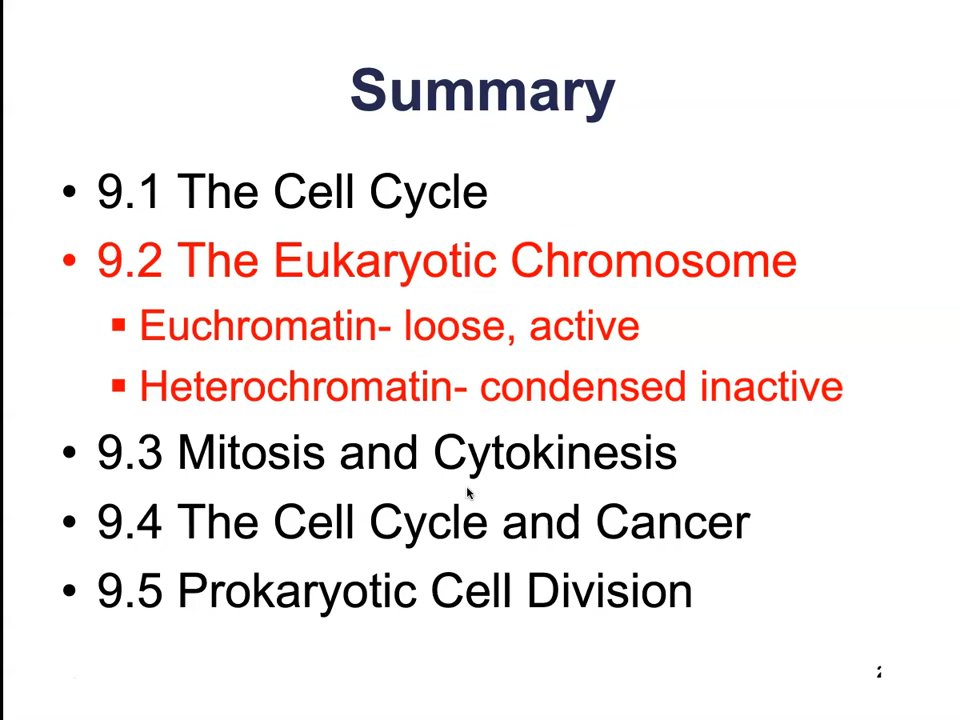 Summary
• 9.1 The Cell Cycle
• 9.2 The Eukaryotic Chromosome
▪ Euchromatin- loose, active
▪ Heterochromatin- condensed inactive
• 9.3 Mitosis and Cytokinesis
• 9.4 The Cell Cycle and Cancer
• 9.5 Prokaryotic Cell Division